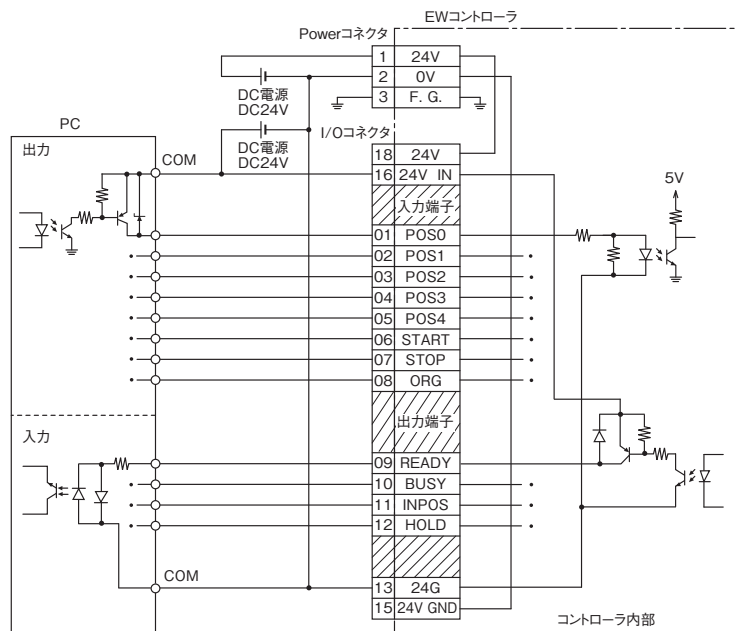 EWコントローラ
Powerコネクタ
1 24V
2 0V
3 F. G.
DC電源
DC24V
PC
I/Oコネクタ
出力
COM
DC電源
DC24V
18 24V
16 24V IN
5V
入力端子
01 POS0
02 POS1
03 POS2
04 POS3
05 POS4
06 START
07 STOP
08 ORG
出力端子
入力
09 READY
10 BUSY
11 INPOS
12 HOLD
COM
13 24G
15 24V GND
コントローラ内部